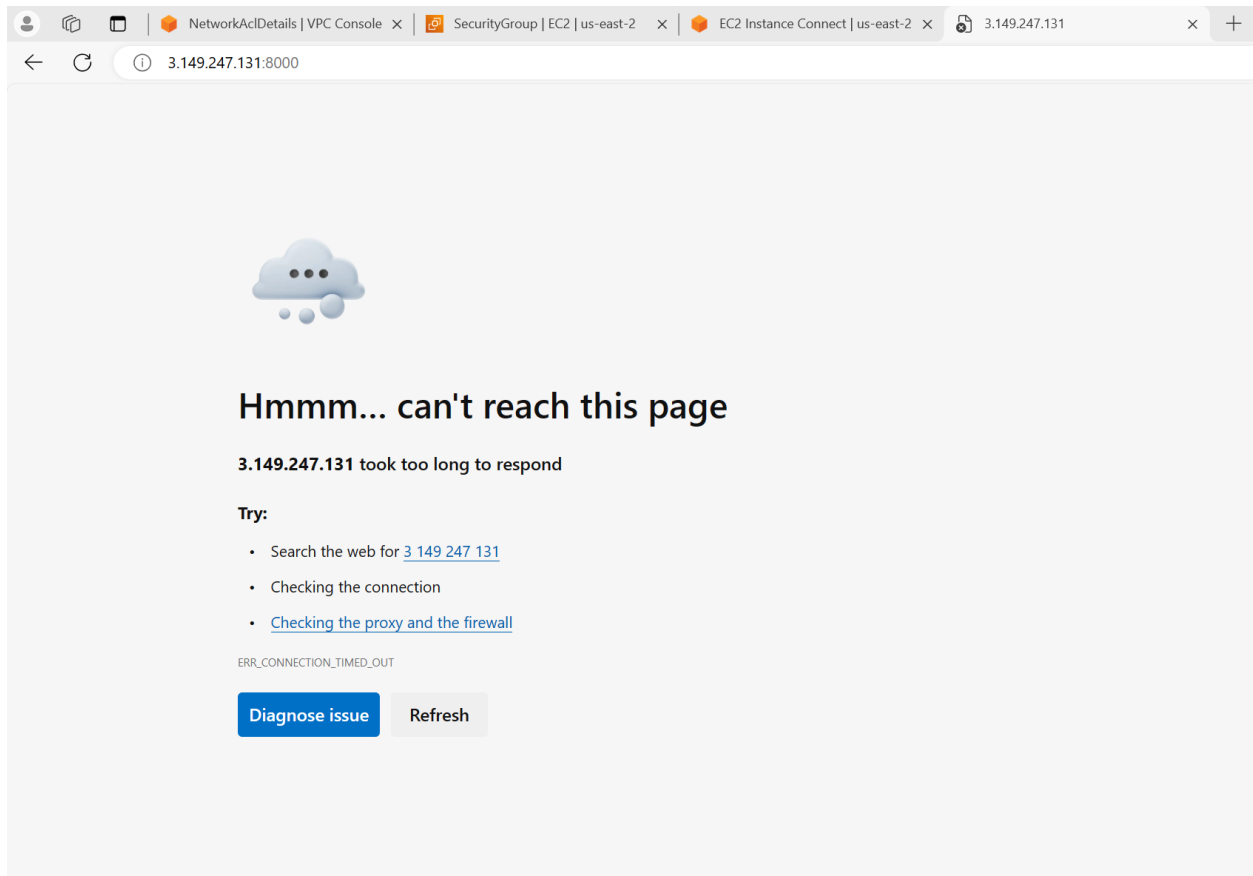 NetworkAclDetails | VPC Console
SecurityGroup | EC2 | us-east-2
EC2 Instance Connect | us-east-2
3.149.247.131
3.149.247.131:8000
Hmmm... can't reach this page
3.149.247.131 took too long to respond
Try:
• Search the web for 3 149 247 131
• Checking the connection
• Checking the proxy and the firewall
ERR_CONNECTION_TIMED_OUT
Diagnose issue
Refresh